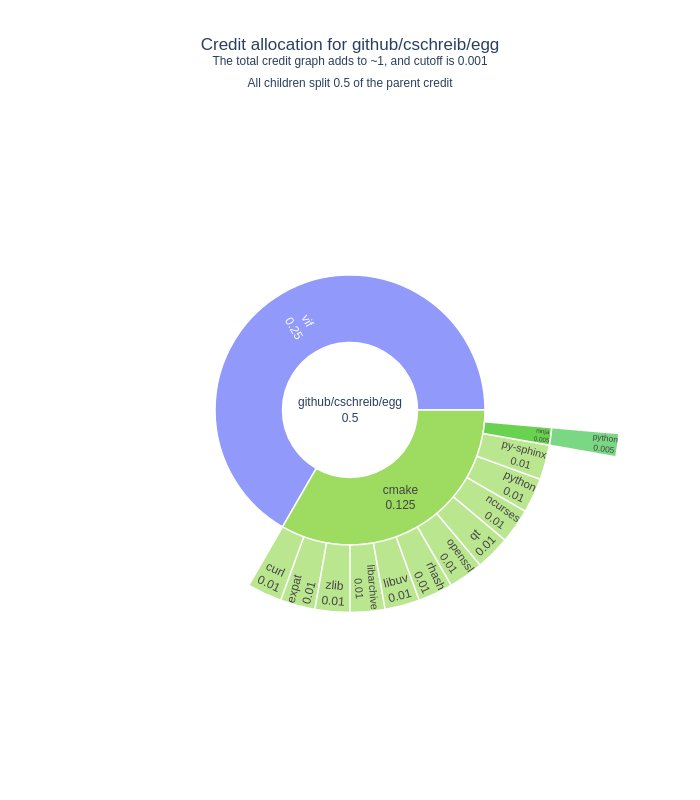 Credit allocation for github/cschreib/egg
The total credit graph adds to ~1, and cutoff is 0.001
All children split 0.5 of the parent credit
vif
0.25
github/cschreib/egg
0.5
cmake
0.125
ninja
0.005
python
0.005
py-sphinx
0.01
python
0.01
ncurses
0.01
qt
0.01
openssl
0.01
rhash
0.01
libuv
0.01
libarchive
0.01
zlib
0.01
expat
0.01
curl
0.01